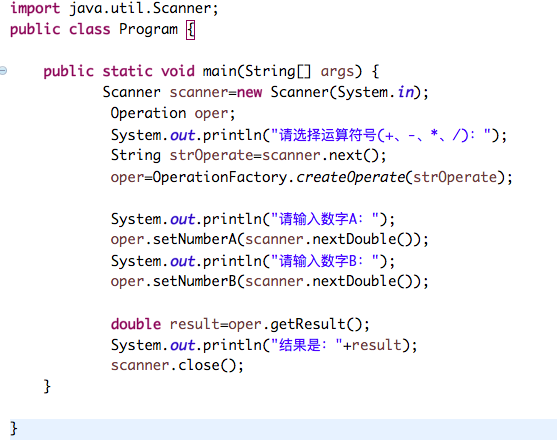 import java.util.Scanner;
public class Program {
public static void main(String[] args) {
Scanner scanner=new Scanner(System.in);
Operation oper;
System.out.println("请选择运算符号(+、-、*、/)：");
String strOperate=scanner.next();
oper=OperationFactory.createOperate(strOperate);
System.out.println("请输入数字A：");
oper.setNumberA(scanner.nextDouble());
System.out.println("请输入数字B：");
oper.setNumberB(scanner.nextDouble());
double result=oper.getResult();
System.out.println("结果是："+result);
scanner.close();
}
}